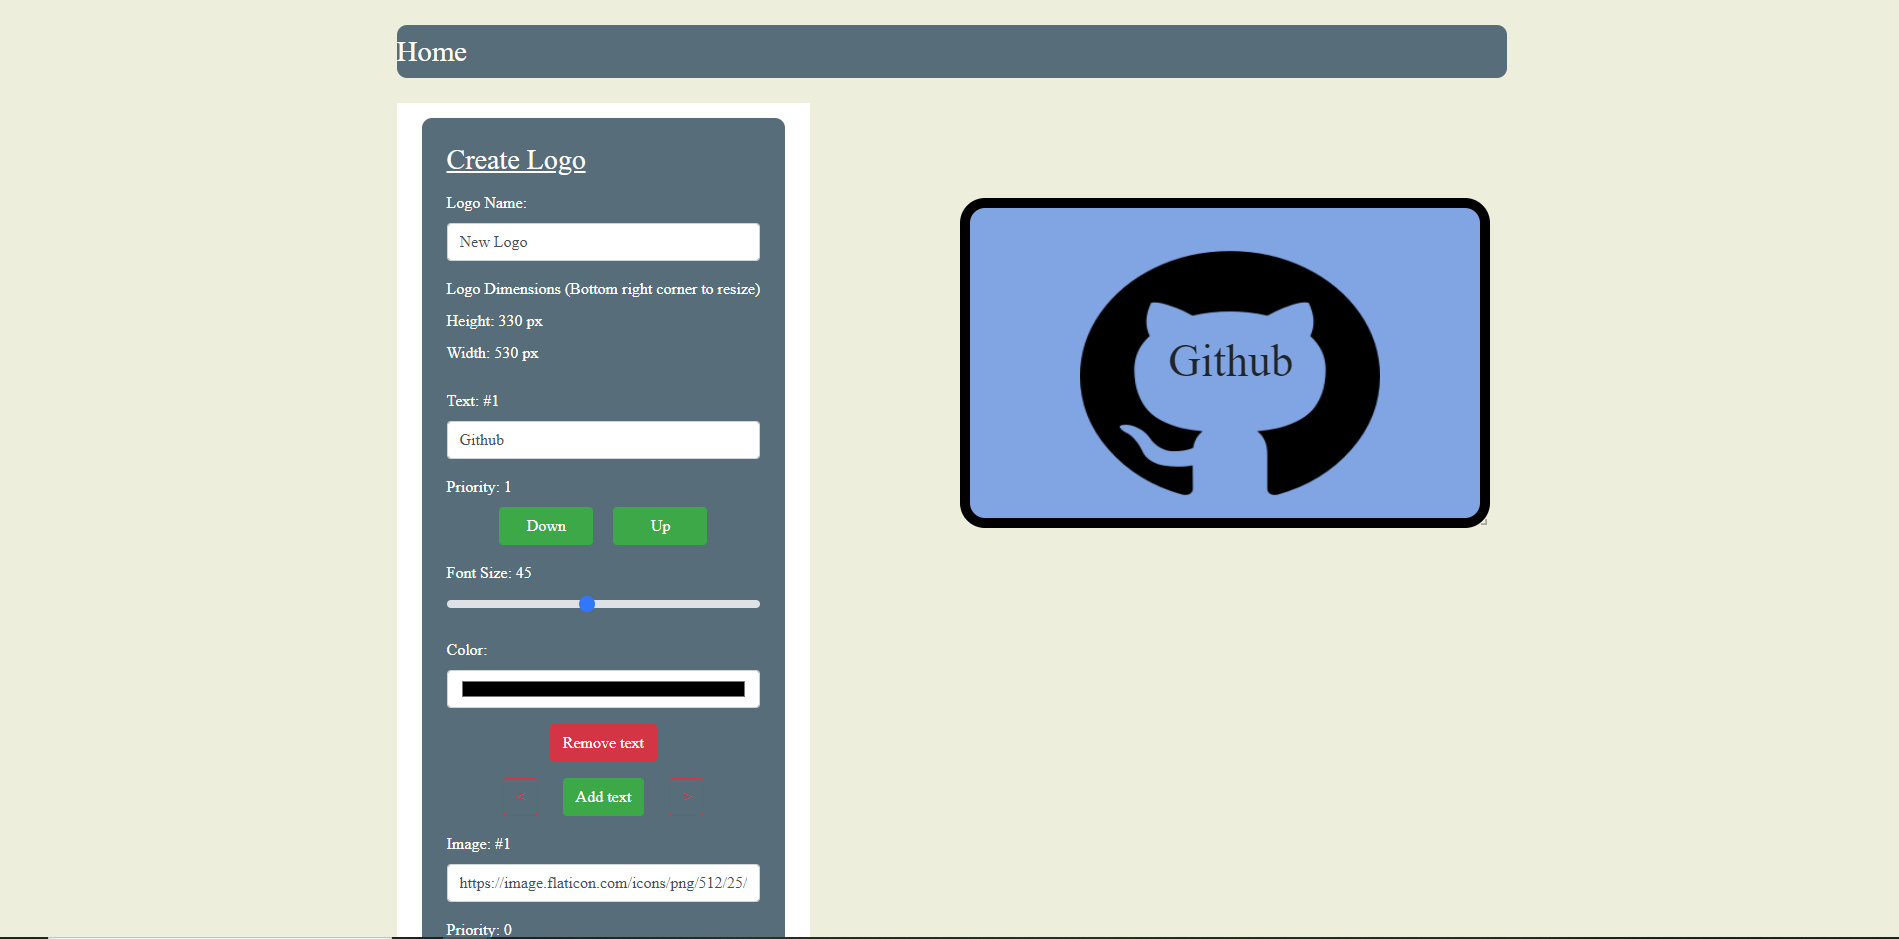 Home
Create Logo
Logo Name:
New Logo
Logo Dimensions (Bottom right corner to resize)
Height: 330 px
Width: 530 px
Text: #1
Github
Priority: 1
Down Up
Font Size: 45
Color:
Remove text
< Add text >
Image: #1
https://image.flaticon.com/icons/png/512/25/
Priority: 0
Github